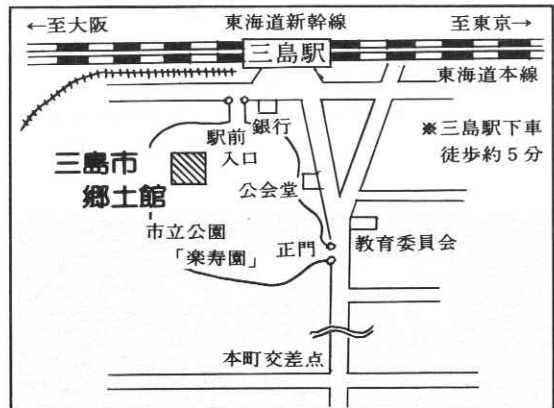 ←至大阪
東海道新幹線
至東京→
三島駅
東海道本線
駅前
入口
銀行
※三島駅下車
徒歩約5分
三島市
郷土館
公会堂
市立公園
「楽寿園」
正門
教育委員会
本町交差点